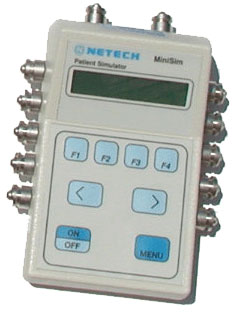 NETECH
Patient Simulator MiniSim
F1 F2 F3 F4
< >
ON
OFF
MENU